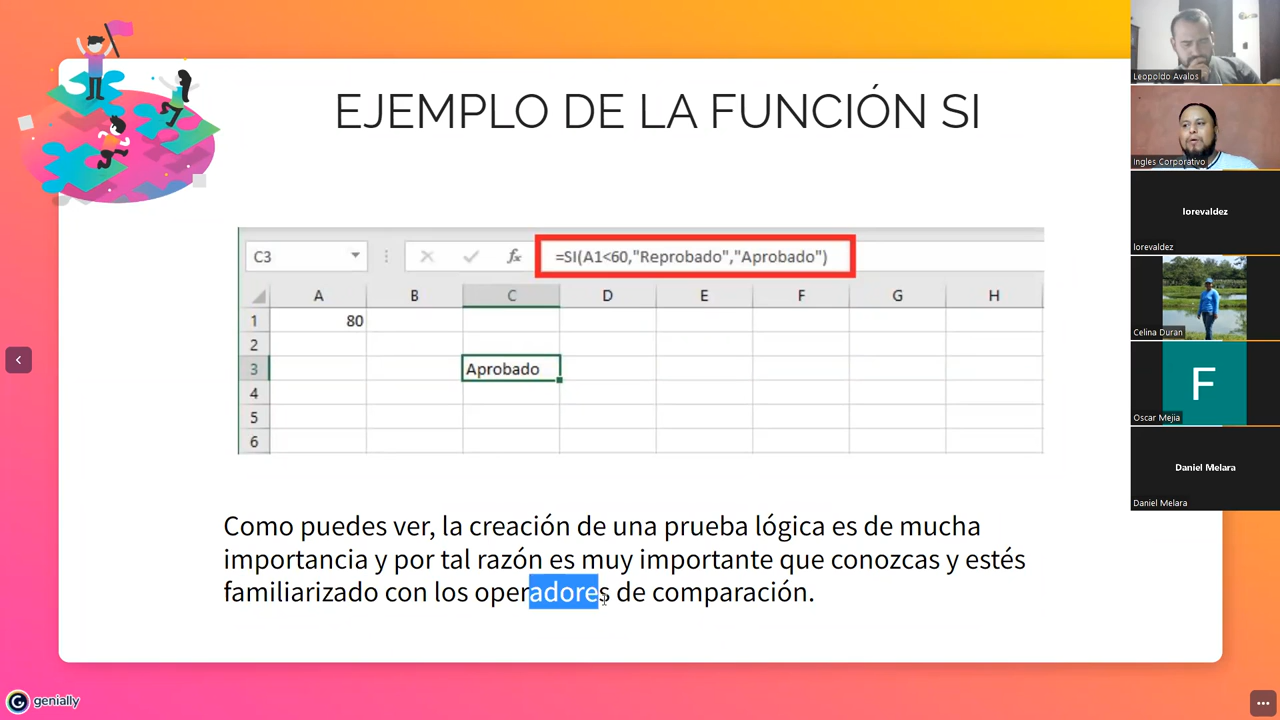 EJEMPLO DE LA FUNCIÓN SI
C3
fx
=SI(A1<60,"Reprobado","Aprobado")
A B C D E F G H
1 80
2
3 Aprobado
4
5
6
Como puedes ver, la creación de una prueba lógica es de mucha
importancia y por tal razón es muy importante que conozcas y estés
familiarizado con los operadores de comparación.
genially
Leopoldo Avalos
Ingles Corporativo
lorevaldez
lorevaldez
Celina Duran
F
Oscar Mejia
Daniel Melara
Daniel Melara